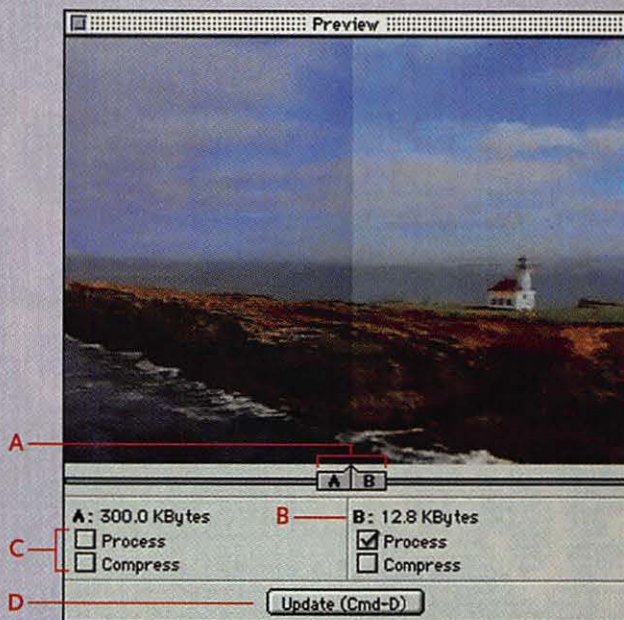 Preview
A
A B
A: 300.0 KBytes
B
B: 12.8 KBytes
C
Process
Compress
Process
Compress
D
Update (Cmd-D)